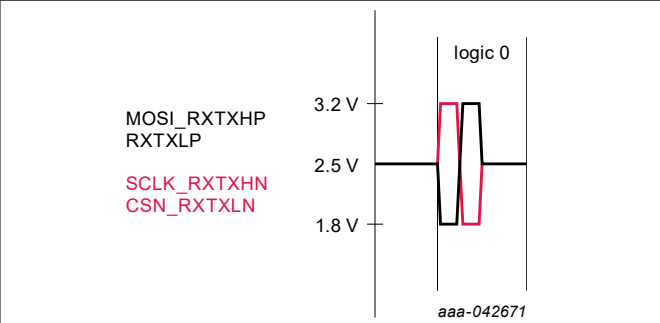 logic 0
3.2 V
MOSI_RXTXHP
RXTXLP
2.5 V
SCLK_RXTXHN
CSN_RXTXLN
1.8 V
aaa-042671